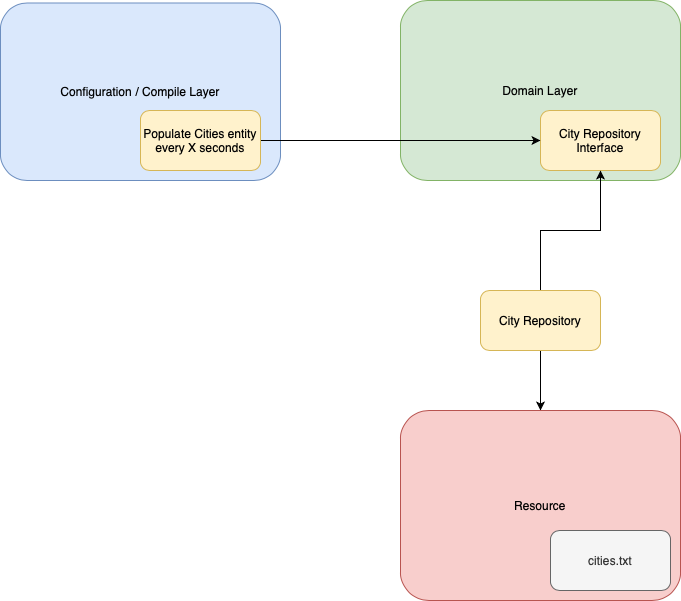 Configuration / Compile Layer
Populate Cities entity
every X seconds
Domain Layer
City Repository
Interface
City Repository
Resource
cities.txt